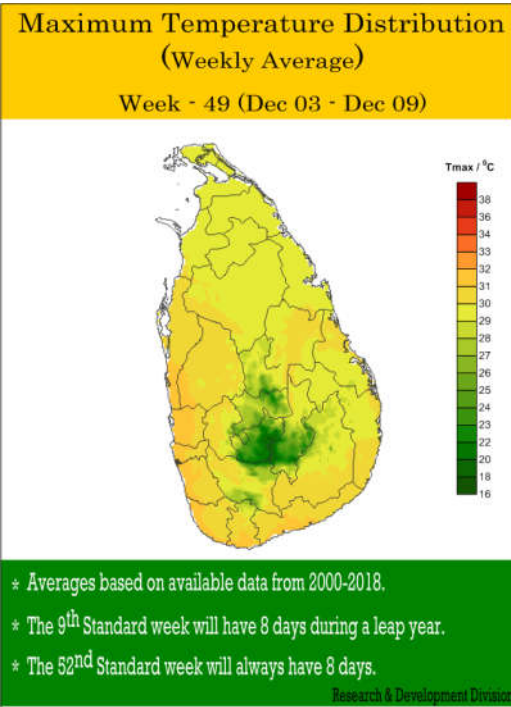 Maximum Temperature Distribution
(Weekly Average)
Week - 49 (Dec 03 - Dec 09)
Tmax / ⁰C
38
36
34
33
32
31
30
29
28
27
26
25
24
23
22
20
18
16
* Averages based on available data from 2000-2018.
* The 9th Standard week will have 8 days during a leap year.
* The 52nd Standard week will always have 8 days.
Research & Development Division